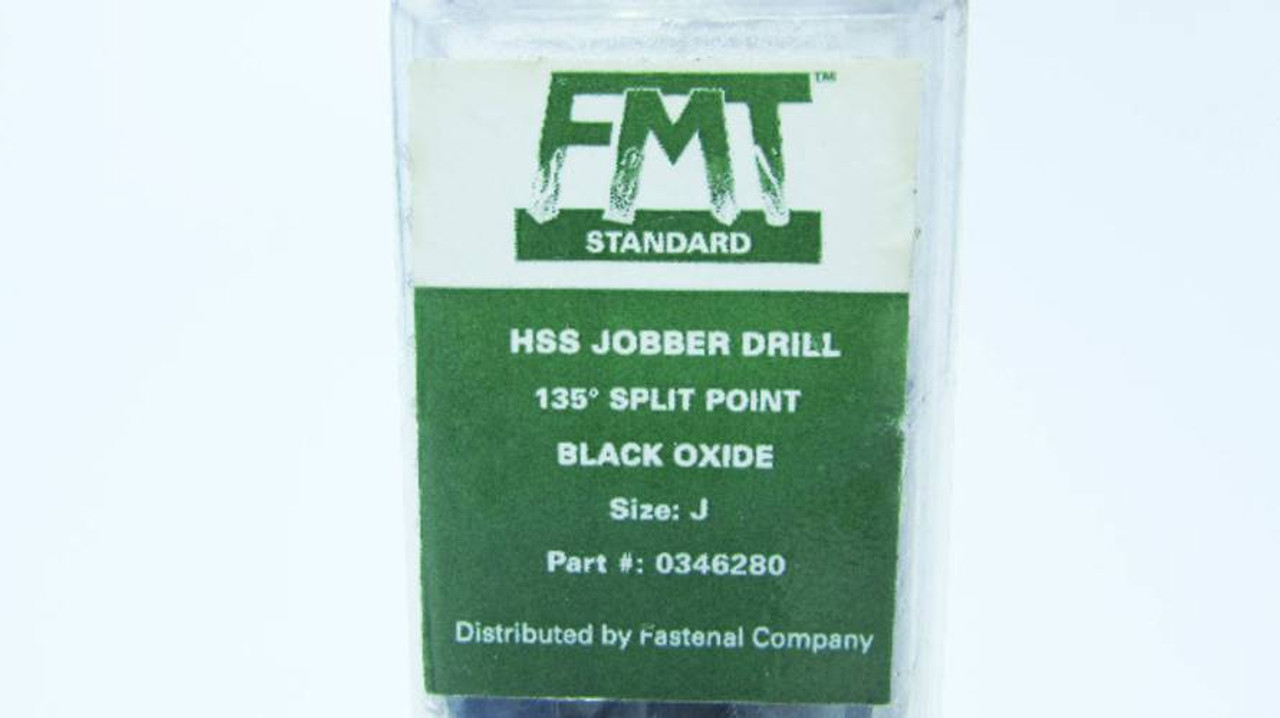 FMT™
STANDARD
HSS JOBBER DRILL
135° SPLIT POINT
BLACK OXIDE
Size: J
Part #: 0346280
Distributed by Fastenal Company